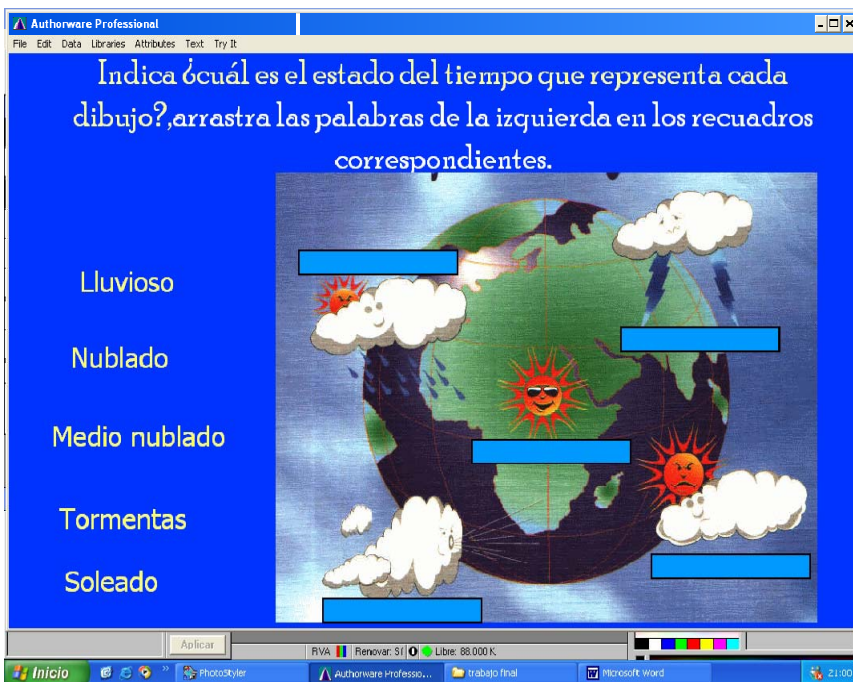 Authorware Professional
File Edit Data Libraries Attributes Text Try It
Indica ¿cuál es el estado del tiempo que representa cada
dibujo?,arrastra las palabras de la izquierda en los recuadros
correspondientes.
Lluvioso
Nublado
Medio nublado
Tormentas
Soleado
Aplicar
RVA Renovar: Sí Libre: 88.000 K.
Inicio PhotoStyler Authorware Professio... trabajo final Microsoft Word 21:00